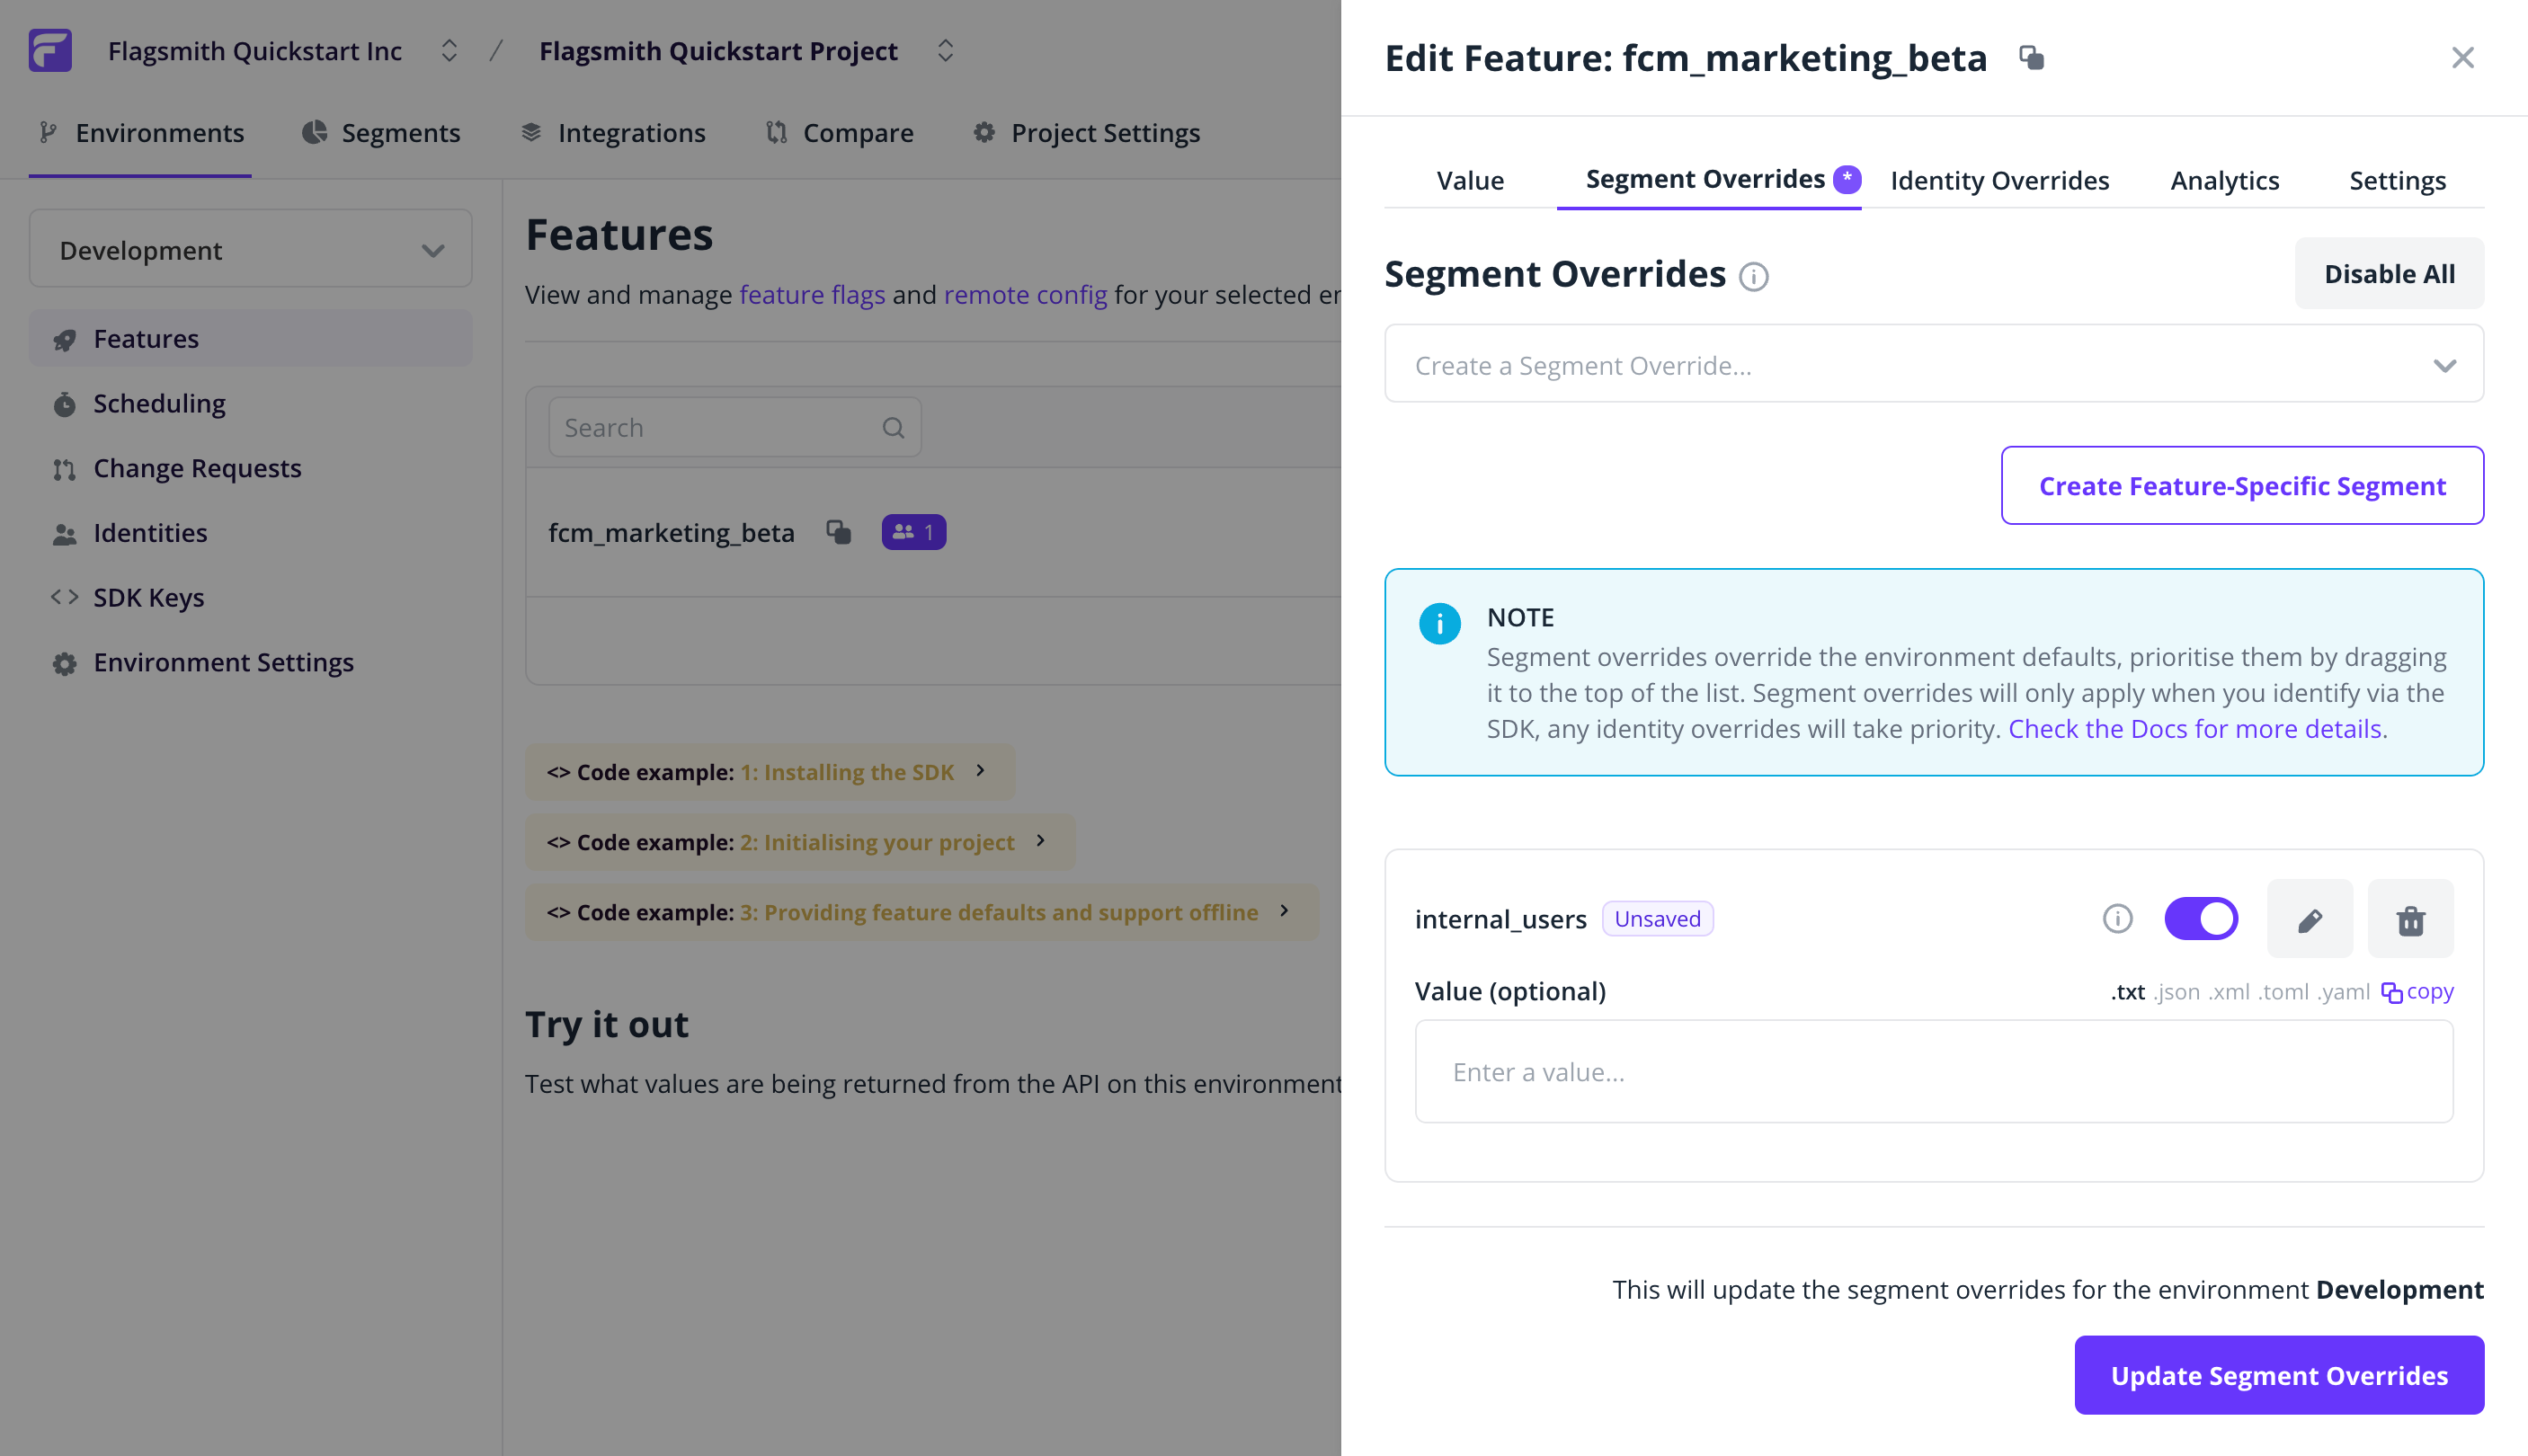 Flagsmith Quickstart Inc / Flagsmith Quickstart Project
Environments Segments Integrations Compare Project Settings
Development
Features
Scheduling
Change Requests
Identities
SDK Keys
Environment Settings
Features
View and manage feature flags and remote config for your selected er
Search
fcm_marketing_beta 1
<> Code example: 1: Installing the SDK
<> Code example: 2: Initialising your project
<> Code example: 3: Providing feature defaults and support offline
Try it out
Test what values are being returned from the API on this environment
Edit Feature: fcm_marketing_beta
Value Segment Overrides * Identity Overrides Analytics Settings
Segment Overrides
Disable All
Create a Segment Override...
Create Feature-Specific Segment
NOTE
Segment overrides override the environment defaults, prioritise them by dragging
it to the top of the list. Segment overrides will only apply when you identify via the
SDK, any identity overrides will take priority. Check the Docs for more details.
internal_users Unsaved
Value (optional) .txt .json .xml .toml .yaml copy
Enter a value...
This will update the segment overrides for the environment Development
Update Segment Overrides